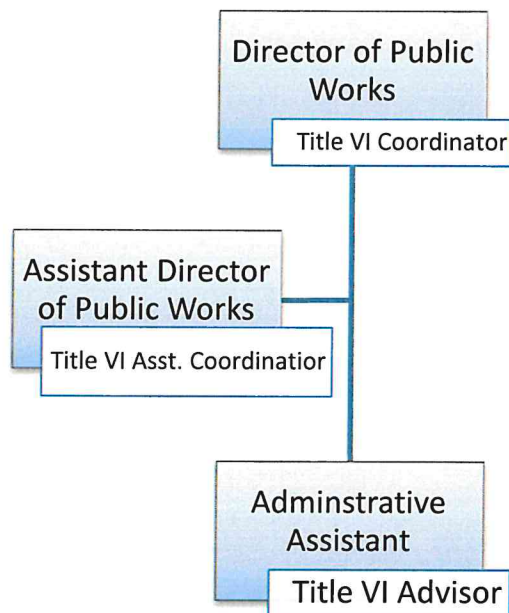 Director of Public
Works
Title VI Coordinator
Assistant Director
of Public Works
Title VI Asst. Coordinatior
Adminstrative
Assistant
Title VI Advisor